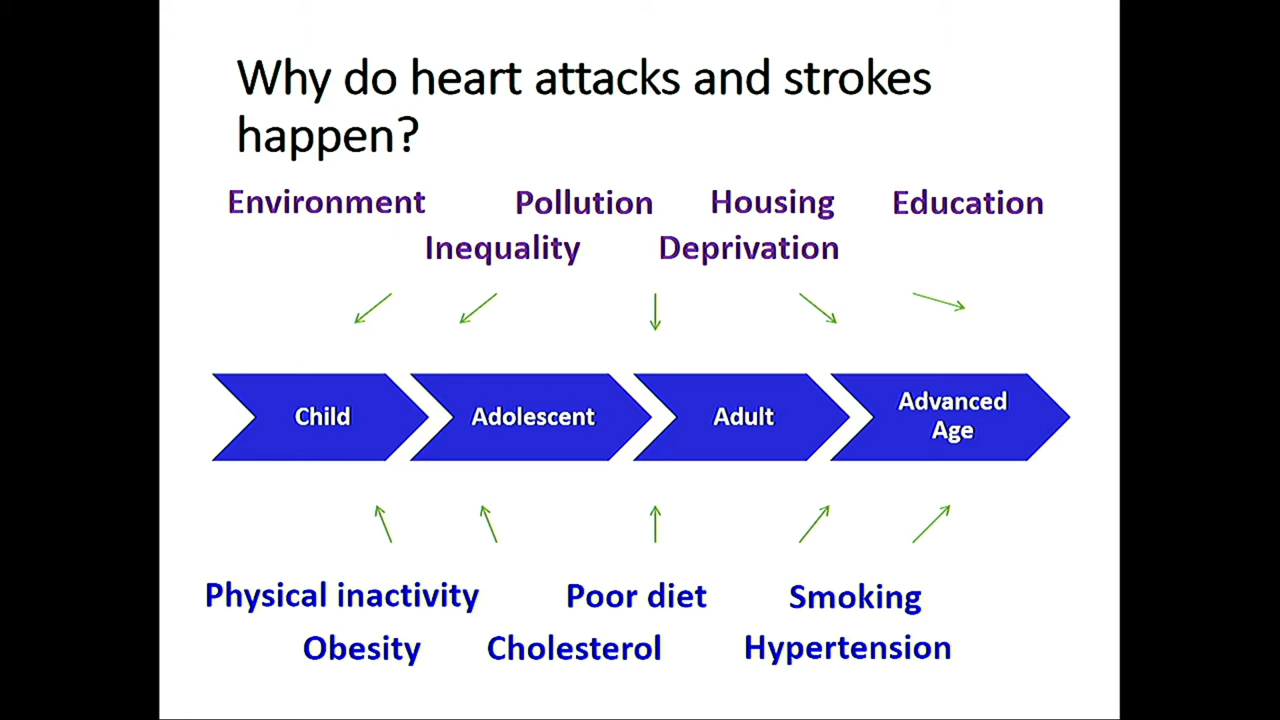 Why do heart attacks and strokes
happen?
Environment Pollution Housing Education
Inequality Deprivation
Child Adolescent Adult Advanced Age
Physical inactivity Poor diet Smoking
Obesity Cholesterol Hypertension